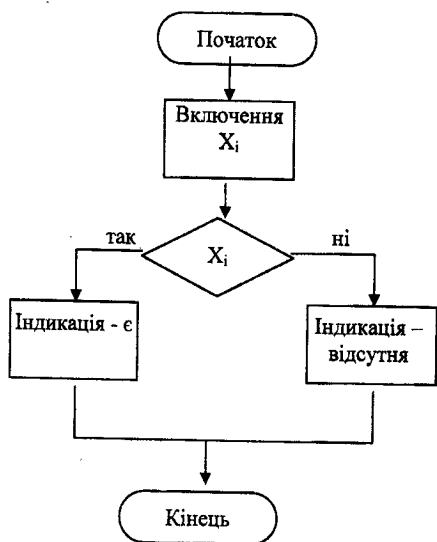 Початок
Включення
Xi
так
Xi
ні
Індикація - є
Індикація –
відсутня
Кінець